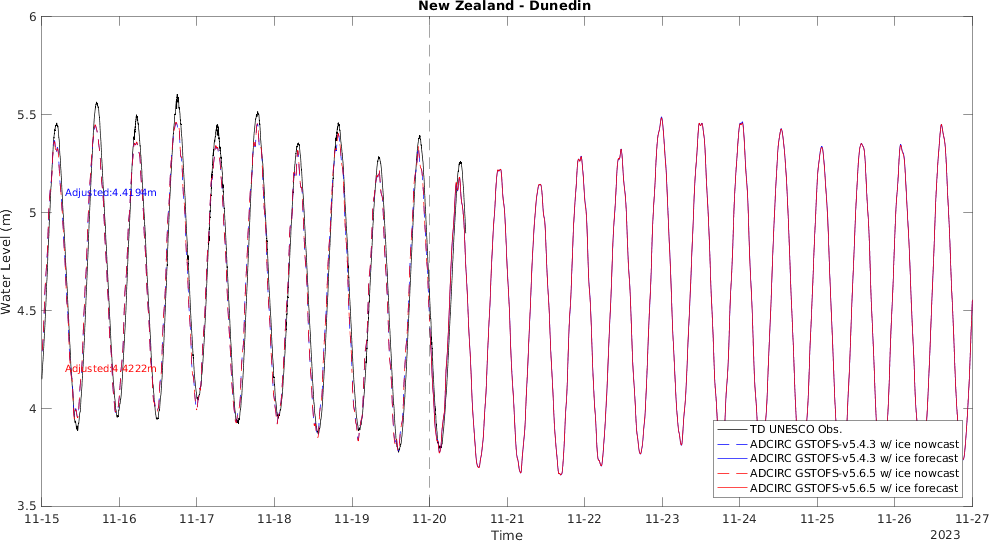 New Zealand - Dunedin
6
5.5
5
4.5
4
3.5
Water Level (m)
Adjusted:4.4194m
Adjusted:4.4222m
TD UNESCO Obs.
ADCIRC GSTOFS-v5.4.3 w/ ice nowcast
ADCIRC GSTOFS-v5.4.3 w/ ice forecast
ADCIRC GSTOFS-v5.6.5 w/ ice nowcast
ADCIRC GSTOFS-v5.6.5 w/ ice forecast
11-15 11-16 11-17 11-18 11-19 11-20 11-21 11-22 11-23 11-24 11-25 11-26 11-27
Time
2023